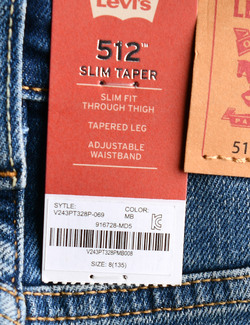 Levi's
512™
SLIM TAPER
SLIM FIT
THROUGH THIGH
TAPERED LEG
ADJUSTABLE
WAISTBAND
SYTLE:
V243PT328P-069
COLOR:
MB
916728-MD5
V243PT328PMB008
SIZE: 8(135)
51